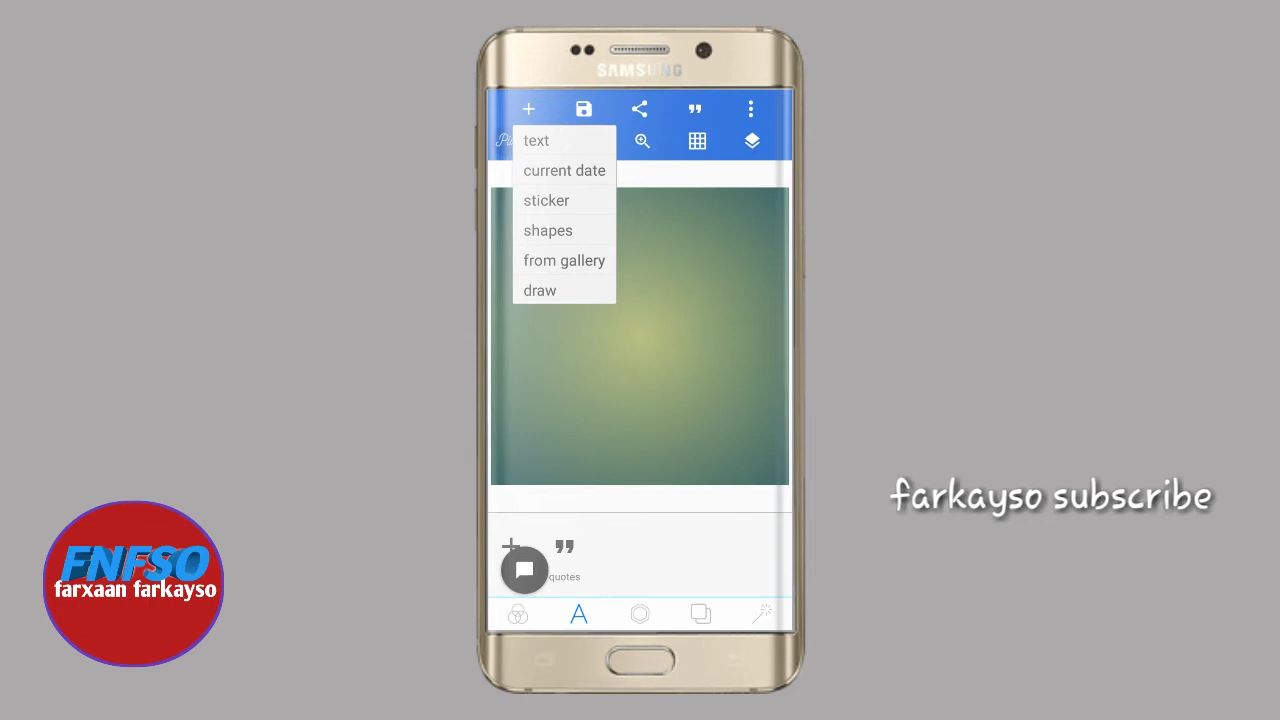 SAMSUNG
text
current date
sticker
shapes
from gallery
draw
quotes
farkayso subscribe
FNFSO
farxaan farkayso